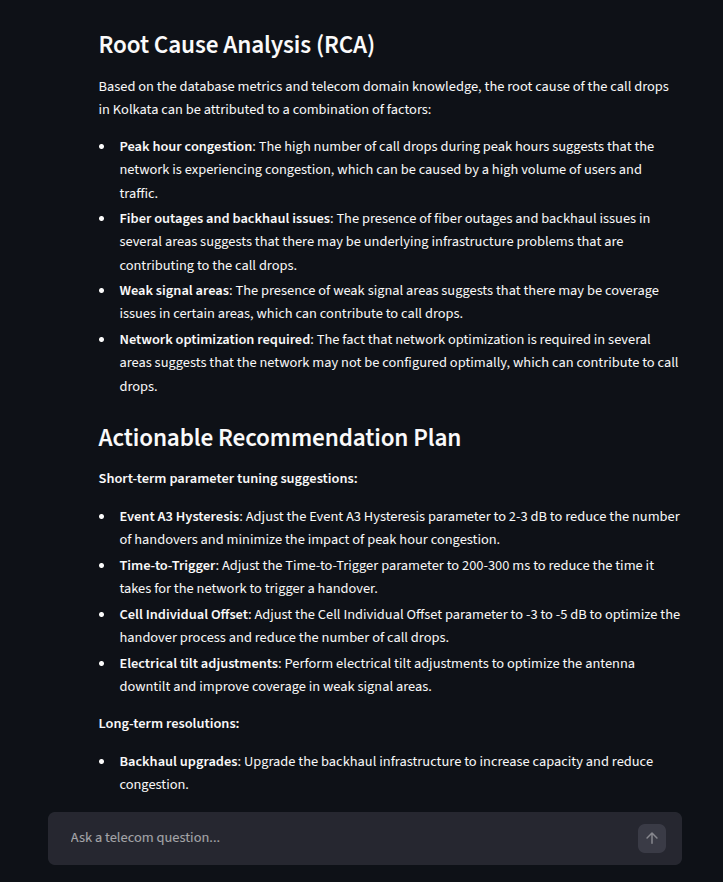 Root Cause Analysis (RCA)
Based on the database metrics and telecom domain knowledge, the root cause of the call drops
in Kolkata can be attributed to a combination of factors:
• Peak hour congestion: The high number of call drops during peak hours suggests that the
network is experiencing congestion, which can be caused by a high volume of users and
traffic.
• Fiber outages and backhaul issues: The presence of fiber outages and backhaul issues in
several areas suggests that there may be underlying infrastructure problems that are
contributing to the call drops.
• Weak signal areas: The presence of weak signal areas suggests that there may be coverage
issues in certain areas, which can contribute to call drops.
• Network optimization required: The fact that network optimization is required in several
areas suggests that the network may not be configured optimally, which can contribute to call
drops.
Actionable Recommendation Plan
Short-term parameter tuning suggestions:
• Event A3 Hysteresis: Adjust the Event A3 Hysteresis parameter to 2-3 dB to reduce the number
of handovers and minimize the impact of peak hour congestion.
• Time-to-Trigger: Adjust the Time-to-Trigger parameter to 200-300 ms to reduce the time it
takes for the network to trigger a handover.
• Cell Individual Offset: Adjust the Cell Individual Offset parameter to -3 to -5 dB to optimize the
handover process and reduce the number of call drops.
• Electrical tilt adjustments: Perform electrical tilt adjustments to optimize the antenna
downtilt and improve coverage in weak signal areas.
Long-term resolutions:
• Backhaul upgrades: Upgrade the backhaul infrastructure to increase capacity and reduce
congestion.
Ask a telecom question...